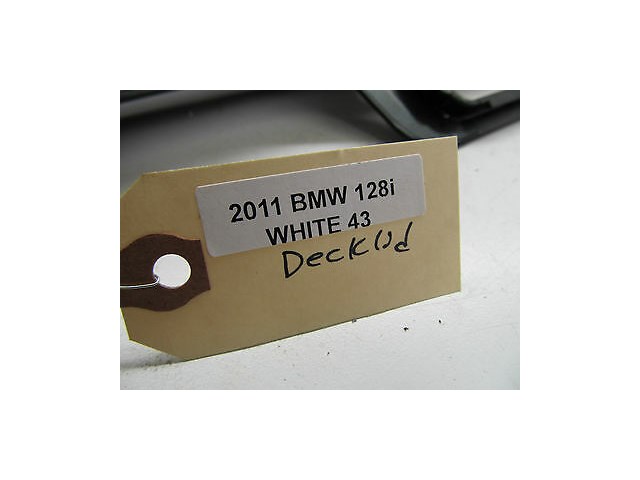 2011 BMW 128i
WHITE 43
Decklid